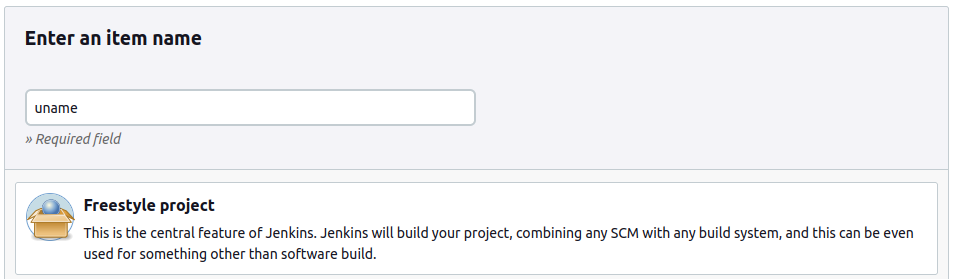 Enter an item name
uname
» Required field
Freestyle project
This is the central feature of Jenkins. Jenkins will build your project, combining any SCM with any build system, and this can be even
used for something other than software build.